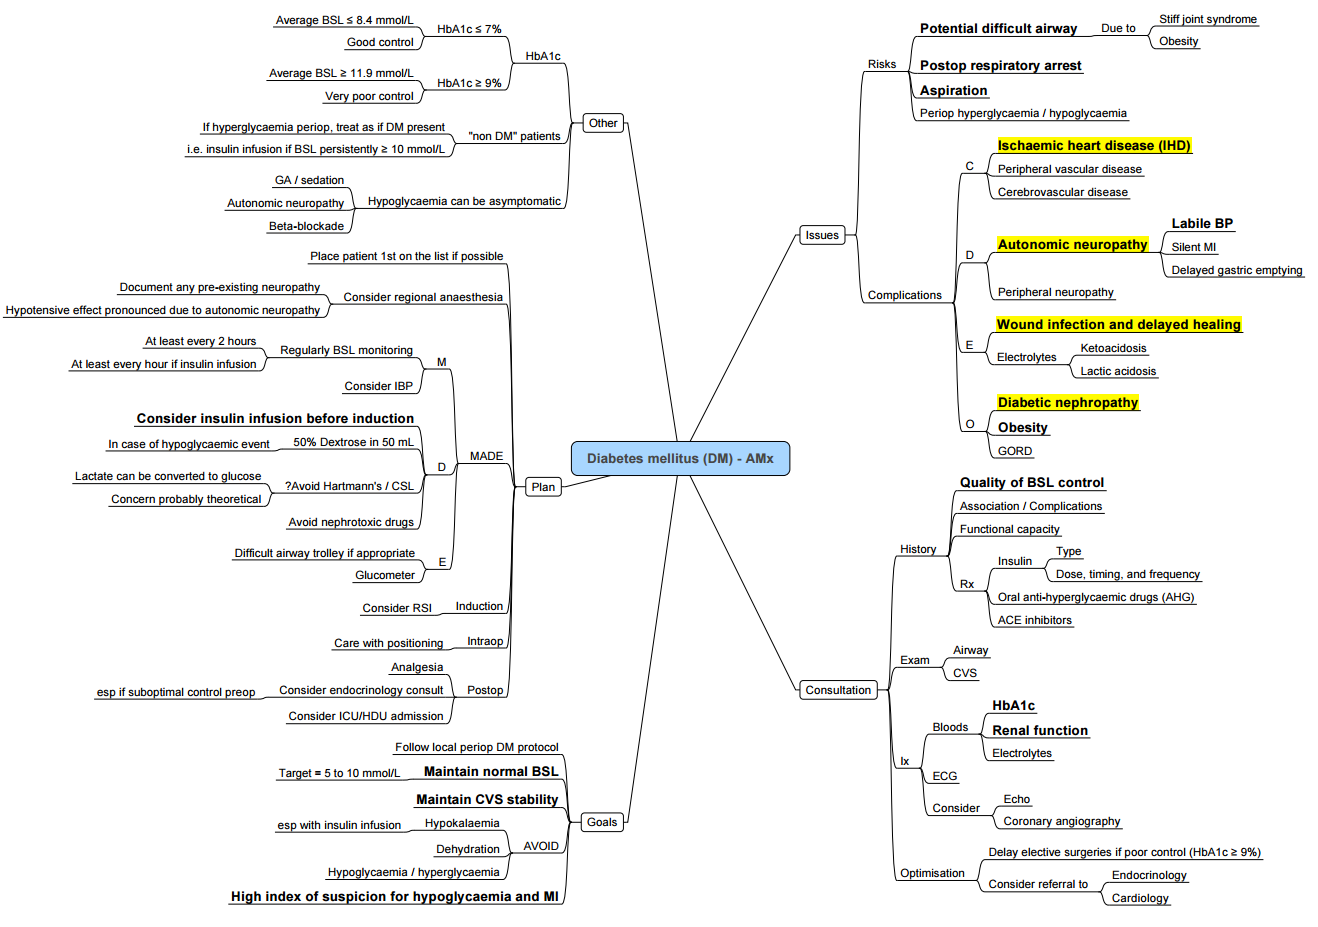 Diabetes mellitus (DM) - AMx
Issues
Risks
Potential difficult airway
Due to
Stiff joint syndrome
Obesity
Postop respiratory arrest
Aspiration
Periop hyperglycaemia / hypoglycaemia
Complications
C
Ischaemic heart disease (IHD)
Peripheral vascular disease
Cerebrovascular disease
D
Autonomic neuropathy
Labile BP
Silent MI
Delayed gastric emptying
Peripheral neuropathy
E
Wound infection and delayed healing
Electrolytes
Ketoacidosis
Lactic acidosis
O
Diabetic nephropathy
Obesity
GORD
Consultation
History
Quality of BSL control
Association / Complications
Functional capacity
Rx
Insulin
Type
Dose, timing, and frequency
Oral anti-hyperglycaemic drugs (AHG)
ACE inhibitors
Exam
Airway
CVS
Ix
Bloods
HbA1c
Renal function
Electrolytes
ECG
Consider
Echo
Coronary angiography
Optimisation
Delay elective surgeries if poor control (HbA1c ≥ 9%)
Consider referral to
Endocrinology
Cardiology
Other
HbA1c
HbA1c ≤ 7%
Average BSL ≤ 8.4 mmol/L
Good control
HbA1c ≥ 9%
Average BSL ≥ 11.9 mmol/L
Very poor control
"non DM" patients
If hyperglycaemia periop, treat as if DM present
i.e. insulin infusion if BSL persistently ≥ 10 mmol/L
Hypoglycaemia can be asymptomatic
GA / sedation
Autonomic neuropathy
Beta-blockade
Plan
Place patient 1st on the list if possible
Consider regional anaesthesia
Document any pre-existing neuropathy
Hypotensive effect pronounced due to autonomic neuropathy
MADE
M
Regularly BSL monitoring
At least every 2 hours
At least every hour if insulin infusion
Consider IBP
D
Consider insulin infusion before induction
50% Dextrose in 50 mL
In case of hypoglycaemic event
?Avoid Hartmann's / CSL
Lactate can be converted to glucose
Concern probably theoretical
Avoid nephrotoxic drugs
E
Difficult airway trolley if appropriate
Glucometer
Induction
Consider RSI
Intraop
Care with positioning
Postop
Analgesia
Consider endocrinology consult
esp if suboptimal control preop
Consider ICU/HDU admission
Goals
Follow local periop DM protocol
Maintain normal BSL
Target = 5 to 10 mmol/L
Maintain CVS stability
AVOID
Hypokalaemia
esp with insulin infusion
Dehydration
Hypoglycaemia / hyperglycaemia
High index of suspicion for hypoglycaemia and MI